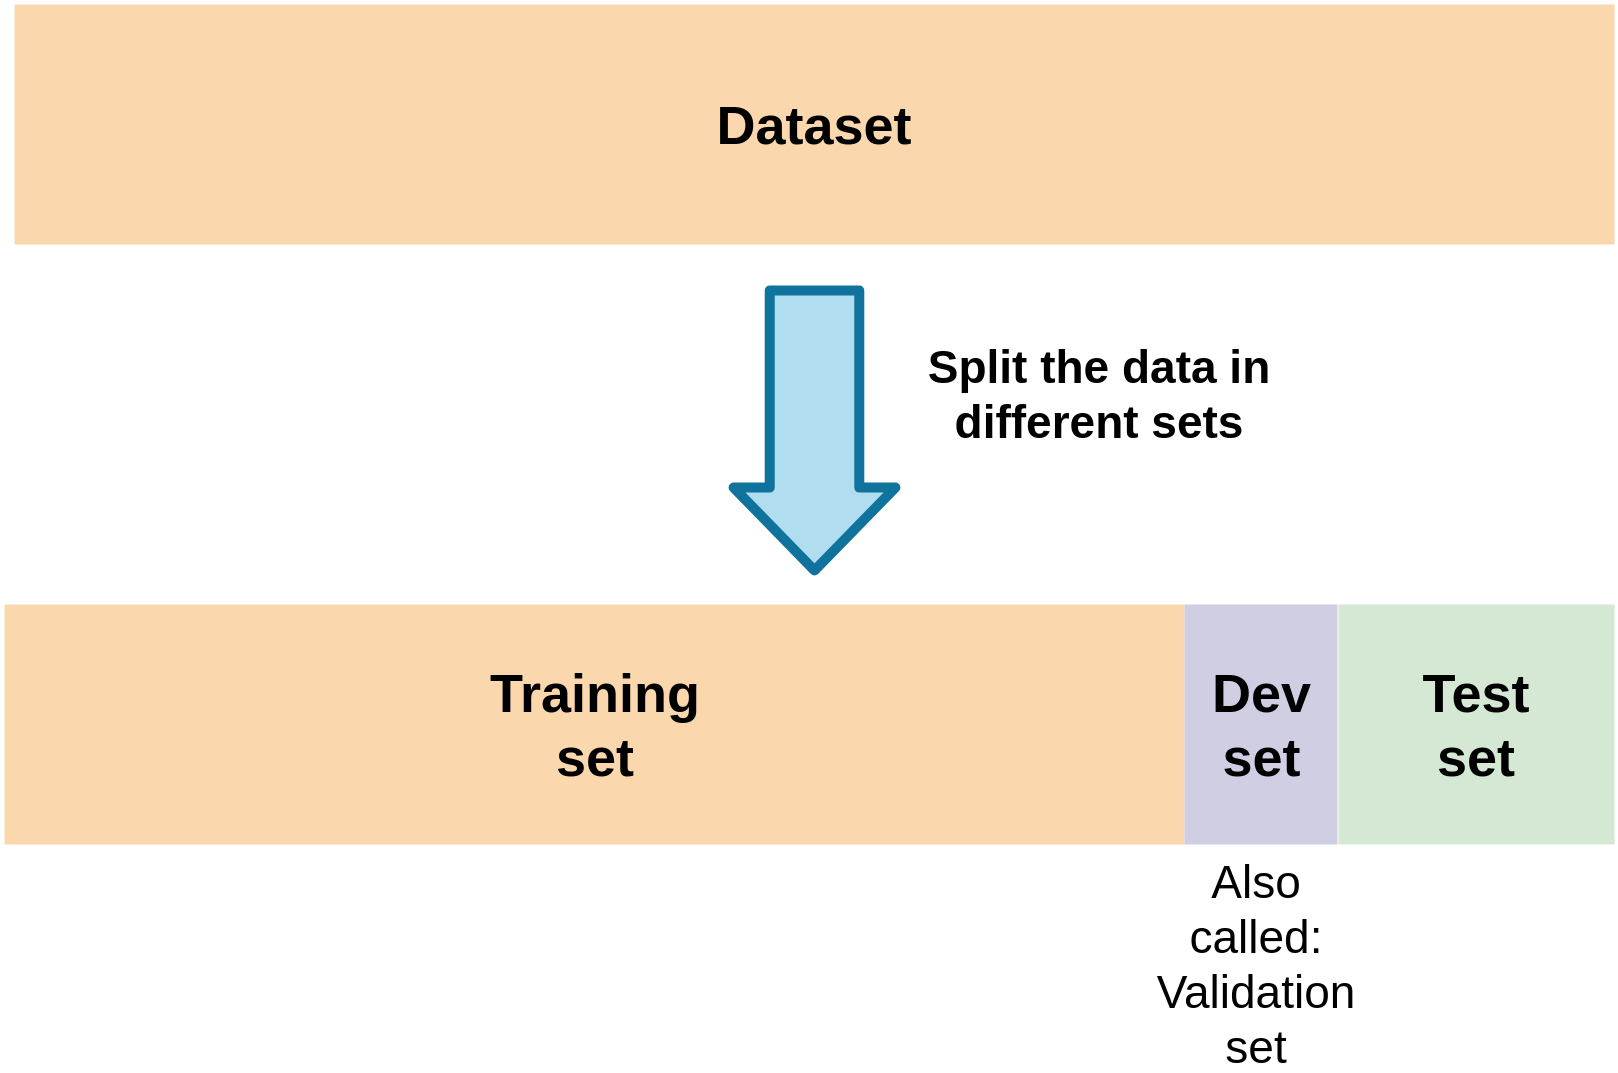 Dataset
Split the data in
different sets
Training
set
Dev
set
Test
set
Also
called:
Validation
set